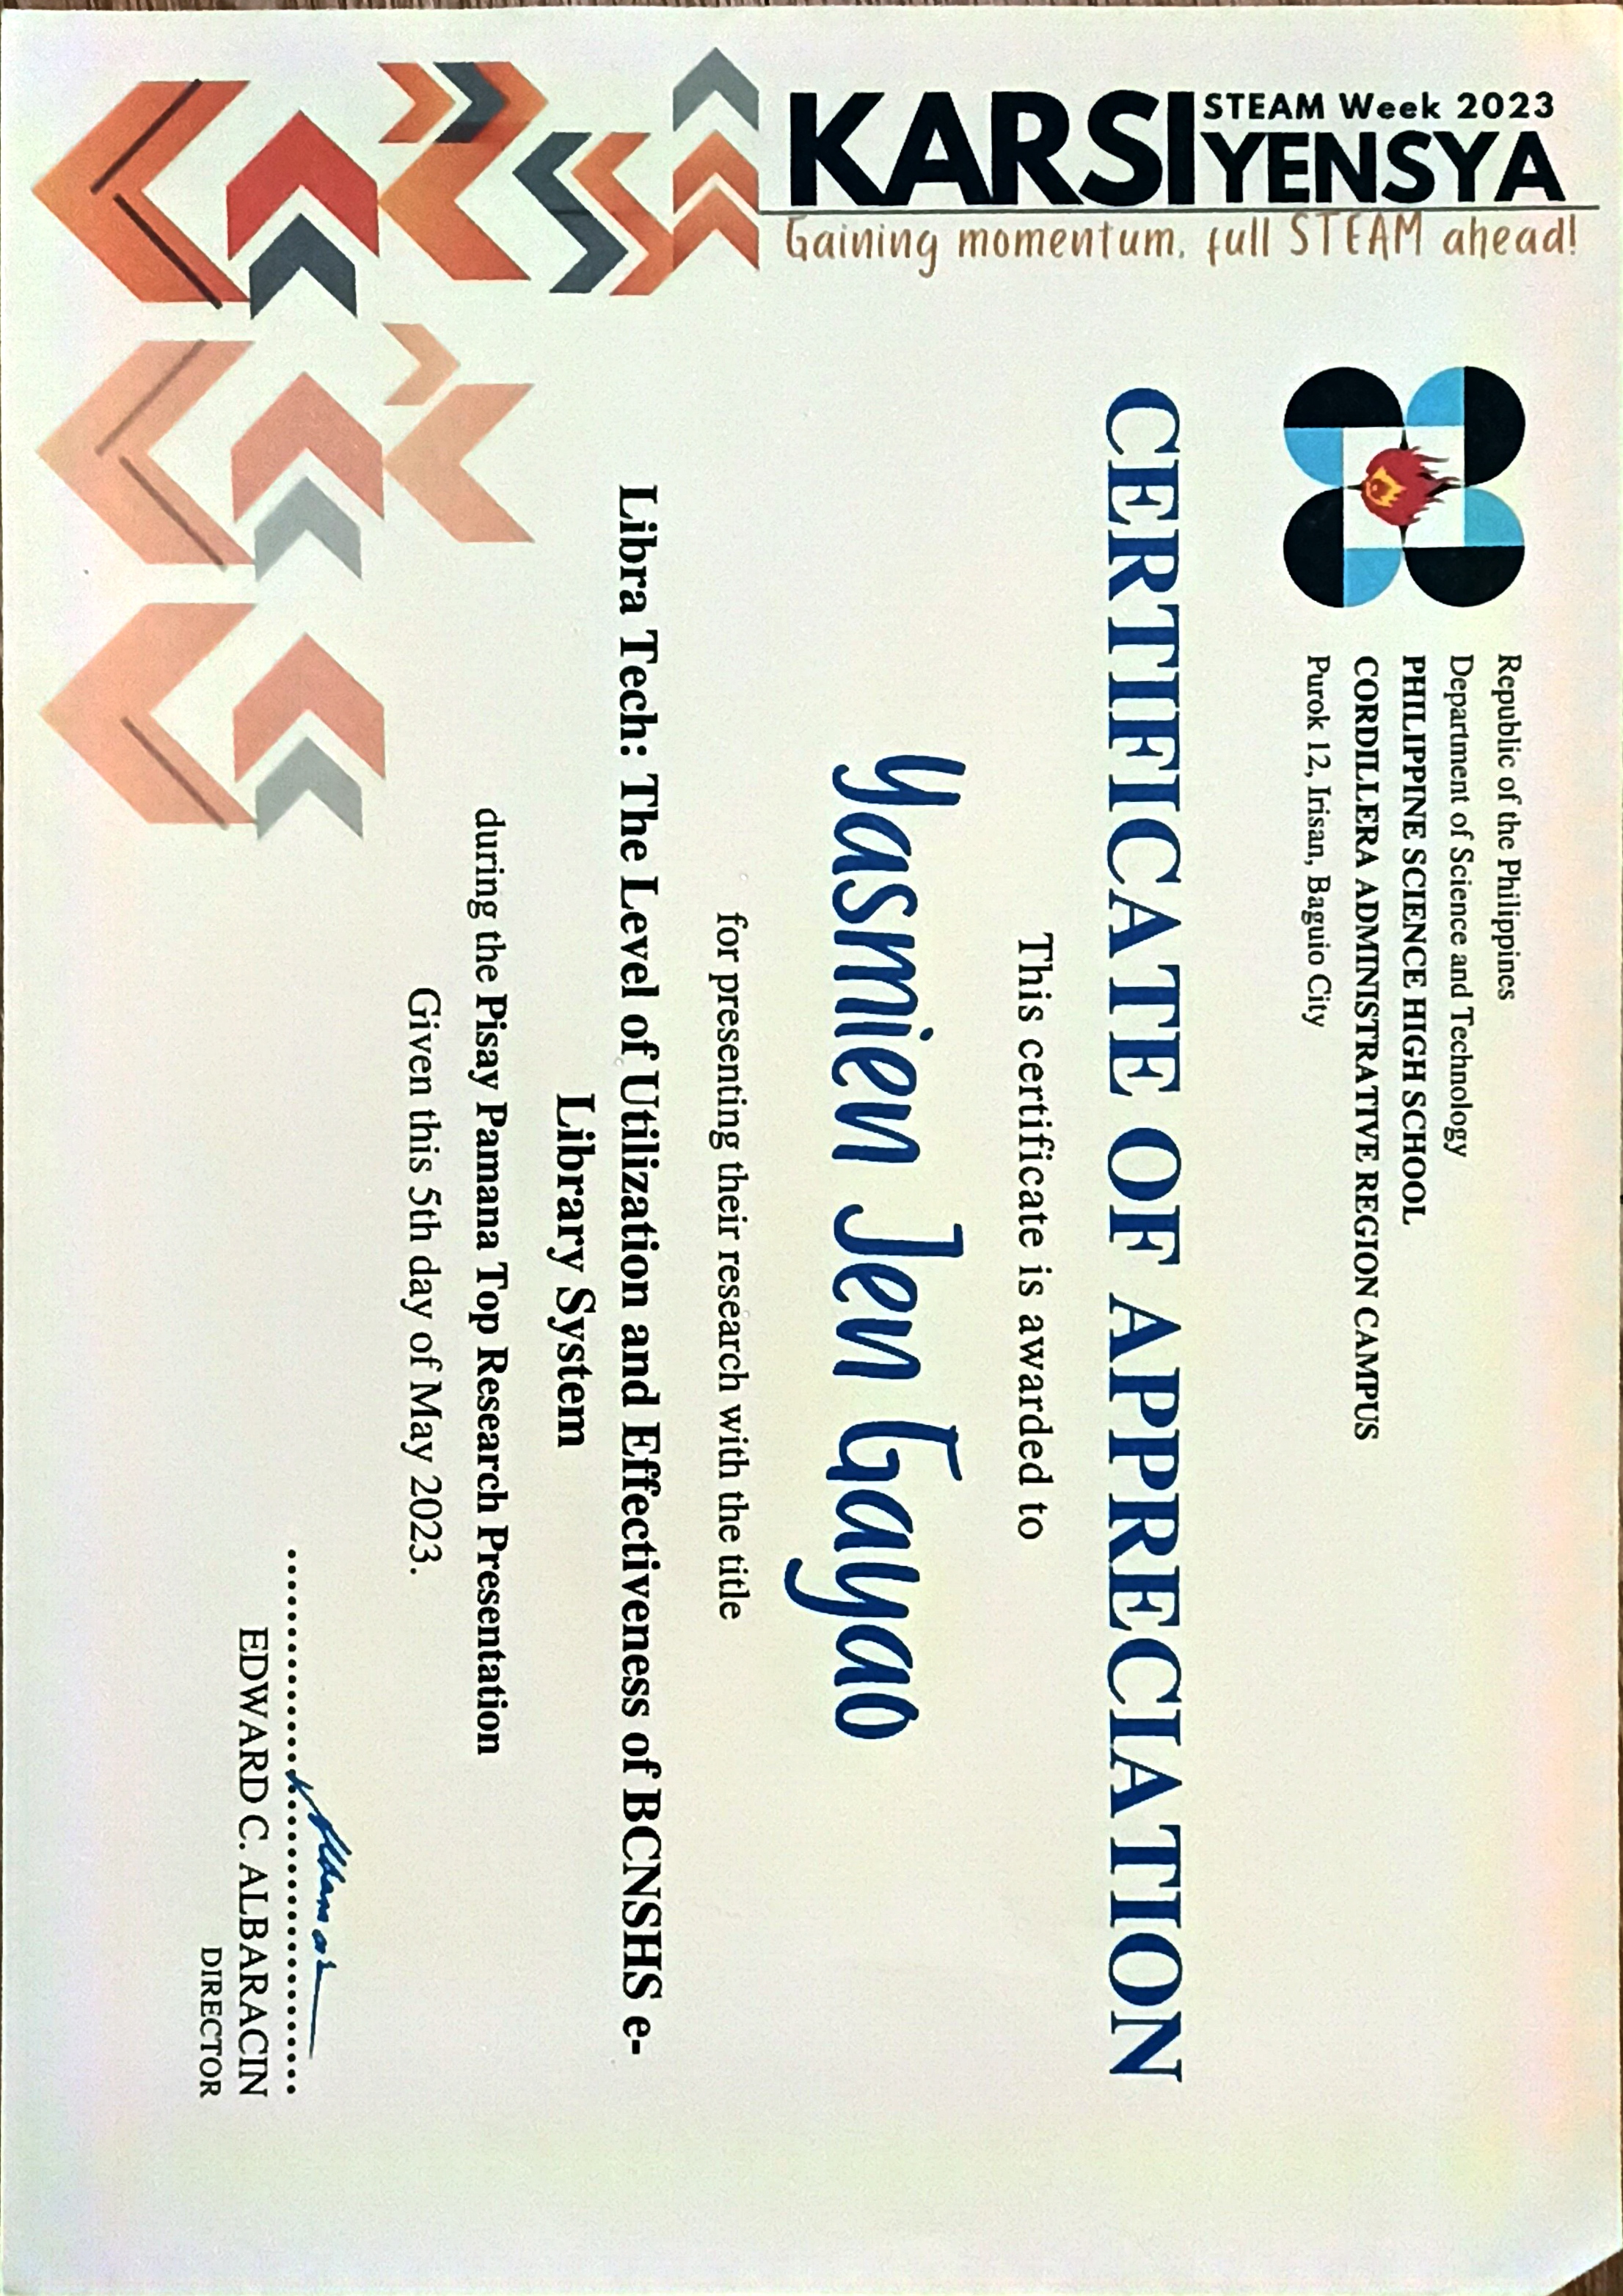 STEAM Week 2023
KARSIYENSYA
Gaining momentum, full STEAM ahead!
Republic of the Philippines
Department of Science and Technology
PHILIPPINE SCIENCE HIGH SCHOOL
CORDILLERA ADMINISTRATIVE REGION CAMPUS
Purok 12, Irisan, Baguio City
CERTIFICATE OF APPRECIATION
This certificate is awarded to
Yasmien Jen Gayao
for presenting their research with the title
Libra Tech: The Level of Utilization and Effectiveness of BCNSHS e-
Library System
during the Pisay Pamana Top Research Presentation
Given this 5th day of May 2023.
EDWARD C. ALBARACIN
DIRECTOR